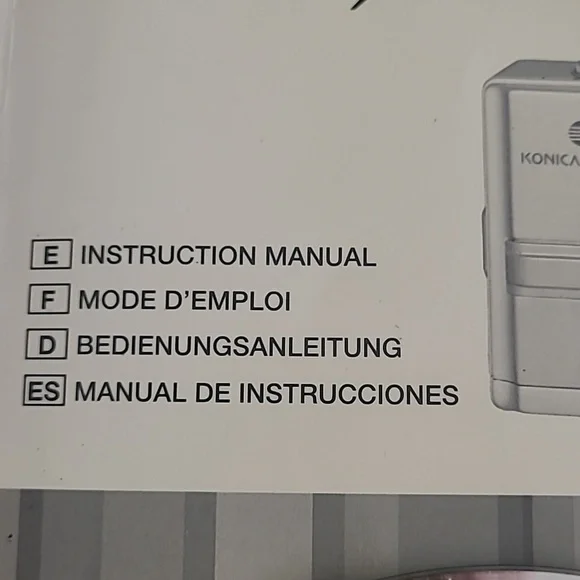 KONICA
E INSTRUCTION MANUAL
F MODE D'EMPLOI
D BEDIENUNGSANLEITUNG
ES MANUAL DE INSTRUCCIONES